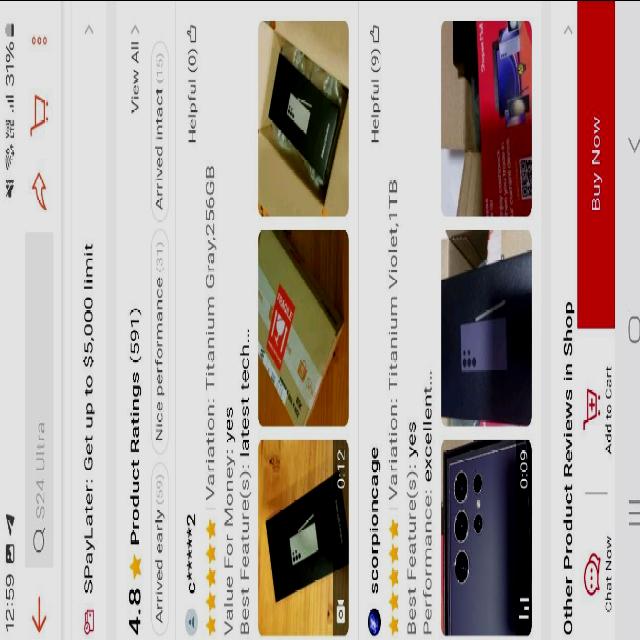 12:59 31%
S24 Ultra
SPayLater: Get up to $5,000 limit
4.8 Product Ratings (591) View All
Arrived early (59) Nice performance (31) Arrived intact (15)
c*****2 Helpful (0)
Variation: Titanium Gray,256GB
Value For Money: yes
Best Feature(s): latest tech...
0:12
FRAGILE
scorpioncage Helpful (9)
Variation: Titanium Violet,1TB
Best Feature(s): yes
Performance: excellent...
0:09
Other Product Reviews in Shop
Chat Now
Add to Cart
Buy Now